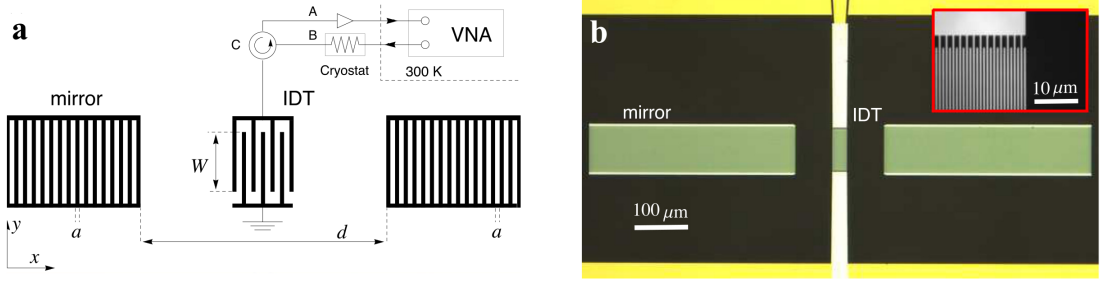 a
A
B
C
VNA
Cryostat
300 K
mirror
IDT
W
a
d
a
y
x
b
10 μm
mirror
IDT
100 μm